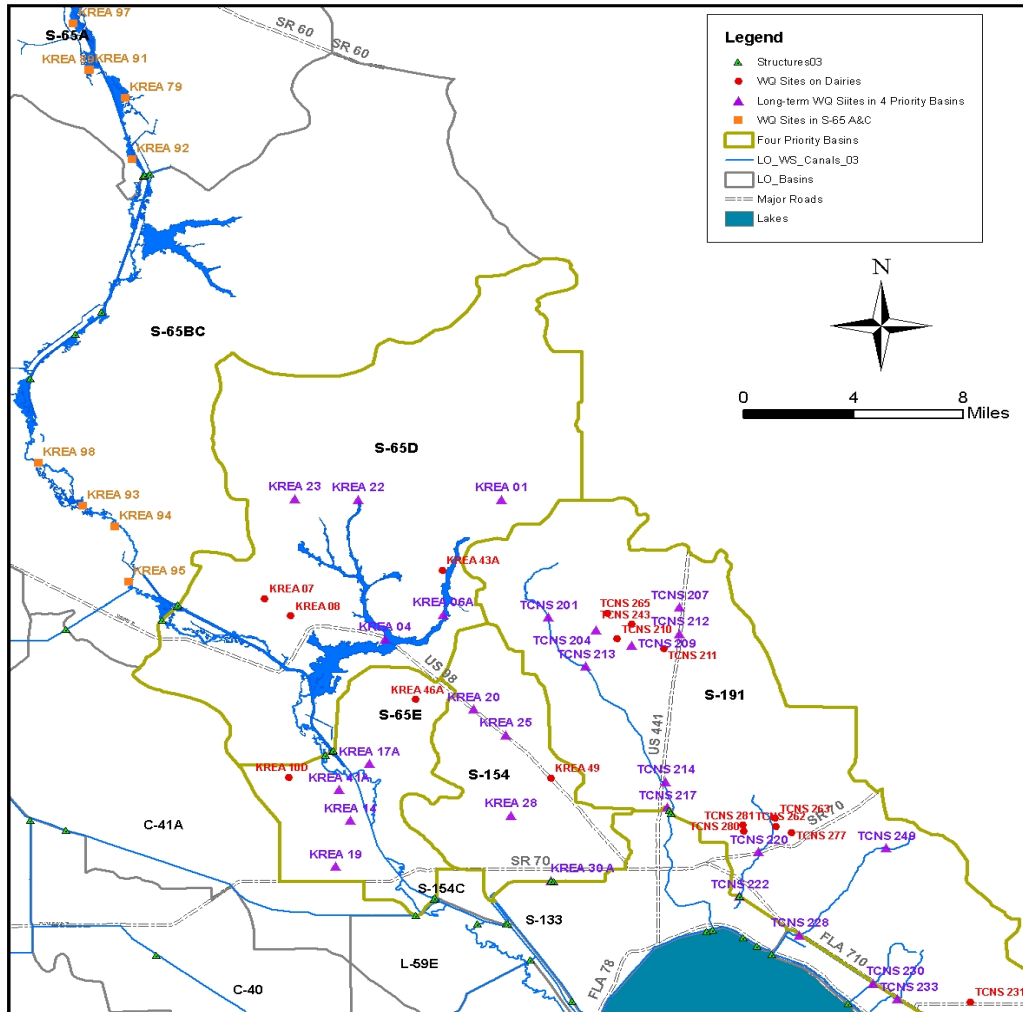 KREA 97
S-65A
KREA 91
KREA 79
KREA 92
SR 60
SR 60
Legend
Structures03
WQ Sites on Dairies
Long-term WQ Siites in 4 Priority Basins
WQ Sites in S-65 A&C
Four Priority Basins
LO_WS_Canals_03
LO_Basins
Major Roads
Lakes
N
0 4 8 Miles
S-65BC
S-65D
KREA 98
KREA 93
KREA 94
KREA 95
KREA 23
KREA 22
KREA 01
KREA 43A
KREA 07
KREA 08
KREA 06A
KREA 04
US 98
TCNS 201
TCNS 265
TCNS 243
TCNS 207
TCNS 204
TCNS 210
TCNS 212
TCNS 209
TCNS 213
TCNS 211
S-191
KREA 46A
S-65E
KREA 20
KREA 25
US 441
KREA 17A
KREA 10D
KREA 41A
S-154
KREA 49
KREA 14
KREA 28
TCNS 214
TCNS 217
TCNS 281
TCNS 263
TCNS 262
TCNS 280
SR 70
TCNS 277
TCNS 220
TCNS 249
C-41A
KREA 19
SR 70
KREA 30A
S-154C
TCNS 222
S-133
TCNS 228
FLA 710
L-59E
FLA 78
C-40
TCNS 230
TCNS 233
TCNS 231